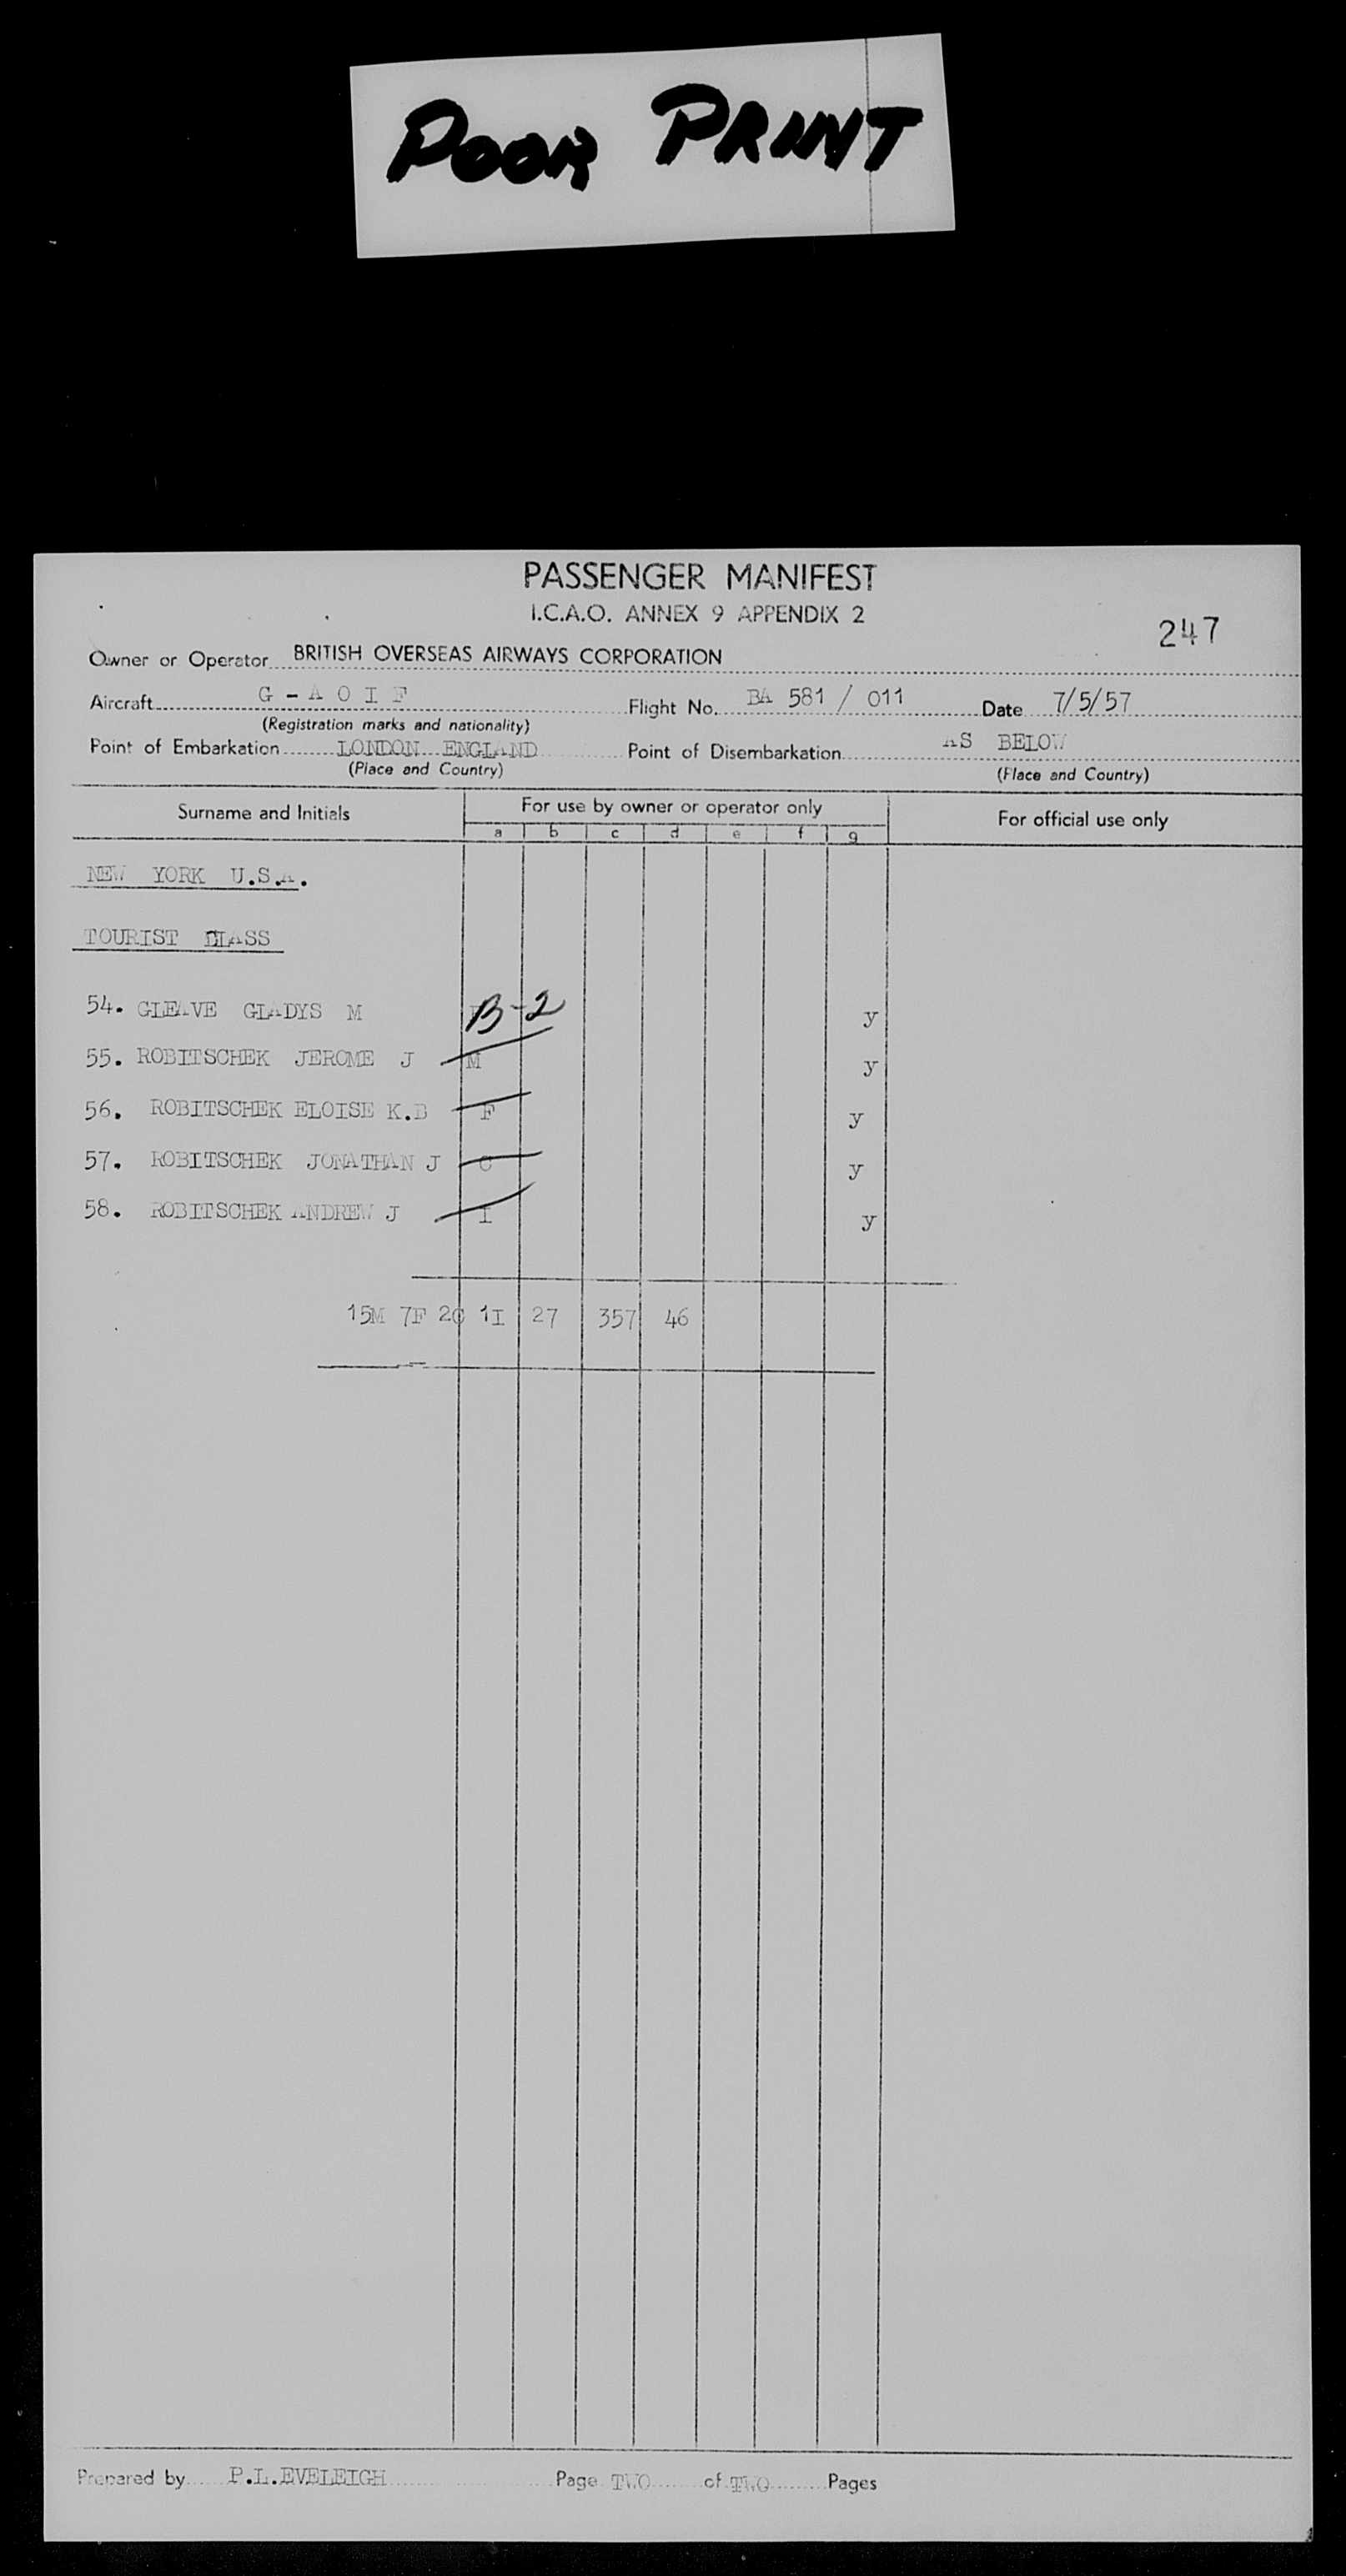 POOR PRINT
PASSENGER MANIFEST
I.C.A.O. ANNEX 9 APPENDIX 2
247
Owner or Operator BRITISH OVERSEAS AIRWAYS CORPORATION
Aircraft G - A O I F Flight No. BA 581 / 011 Date 7/5/57
(Registration marks and nationality)
Point of Embarkation LONDON ENGLAND Point of Disembarkation AS BELOW
(Place and Country) (Place and Country)
Surname and Initials For use by owner or operator only For official use only
a b c d e f g
NEW YORK U.S.A.
TOURIST CLASS
54. GLEAVE GLADYS M B-2 y
55. ROBITSCHEK JEROME J M y
56. ROBITSCHEK ELOISE K.B F y
57. ROBITSCHEK JONATHAN J C y
58. ROBITSCHEK ANDREW J I y
15M 7F 2C 1I 27 357 46
Prepared by P.L.EVELEIGH Page TWO of TWO Pages